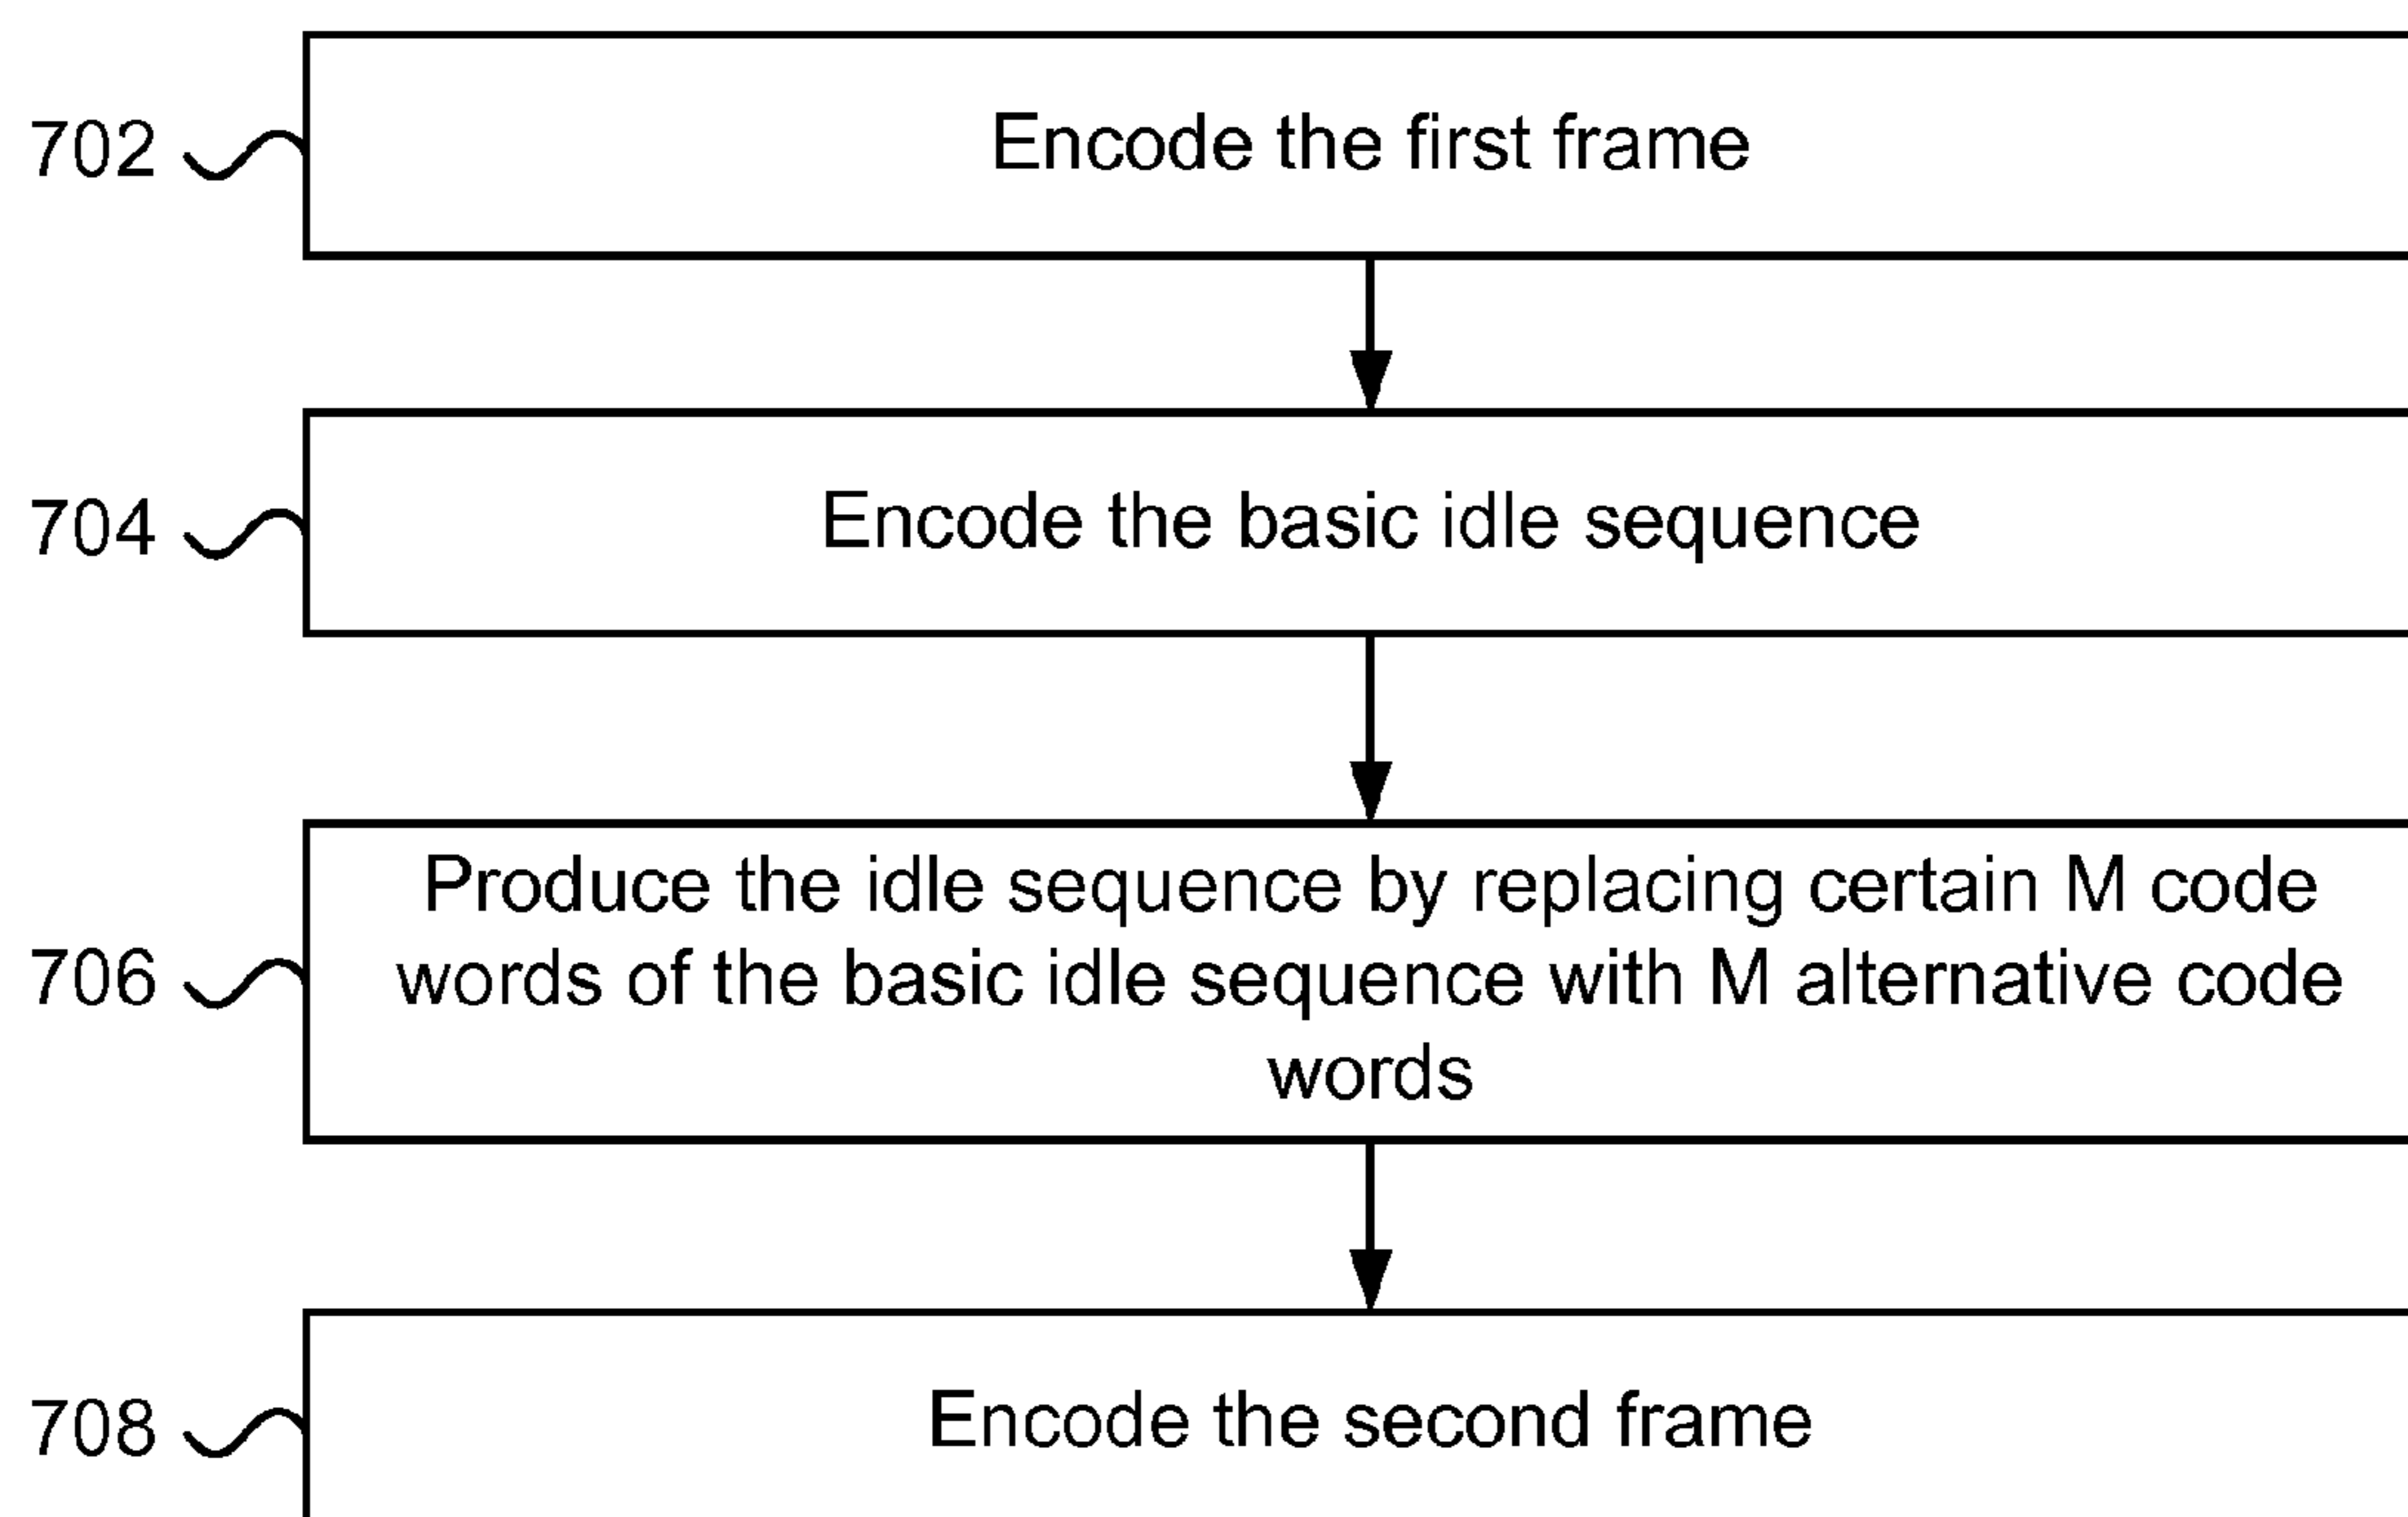 702
Encode the first frame
704
Encode the basic idle sequence
Produce the idle sequence by replacing certain M code
706
words of the basic idle sequence with M alternative code
words
708
Encode the second frame